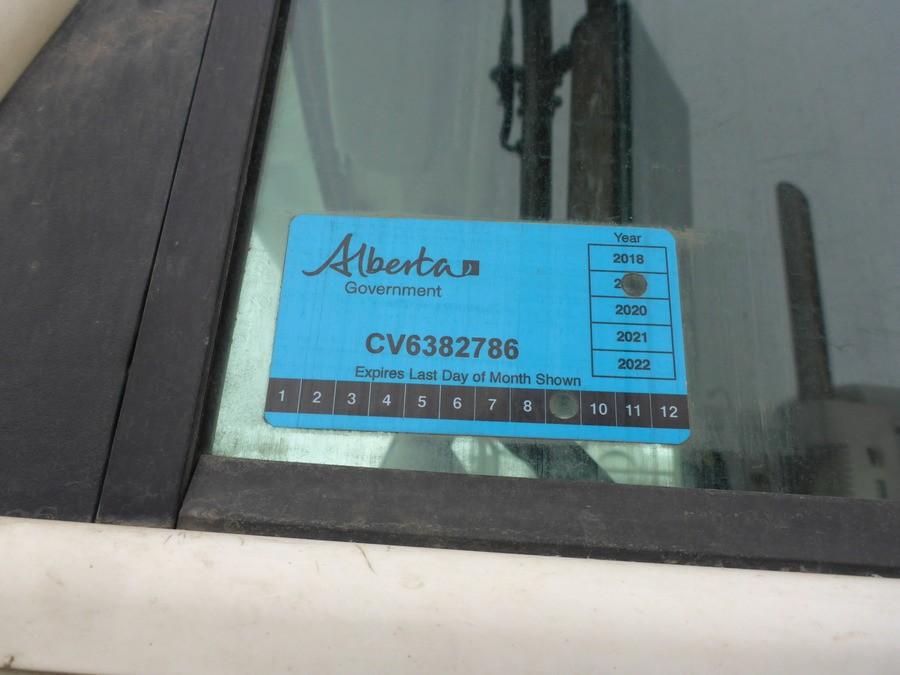 Alberta
Government
Year
2018
2
2020
2021
2022
CV6382786
Expires Last Day of Month Shown
1 2 3 4 5 6 7 8 10 11 12